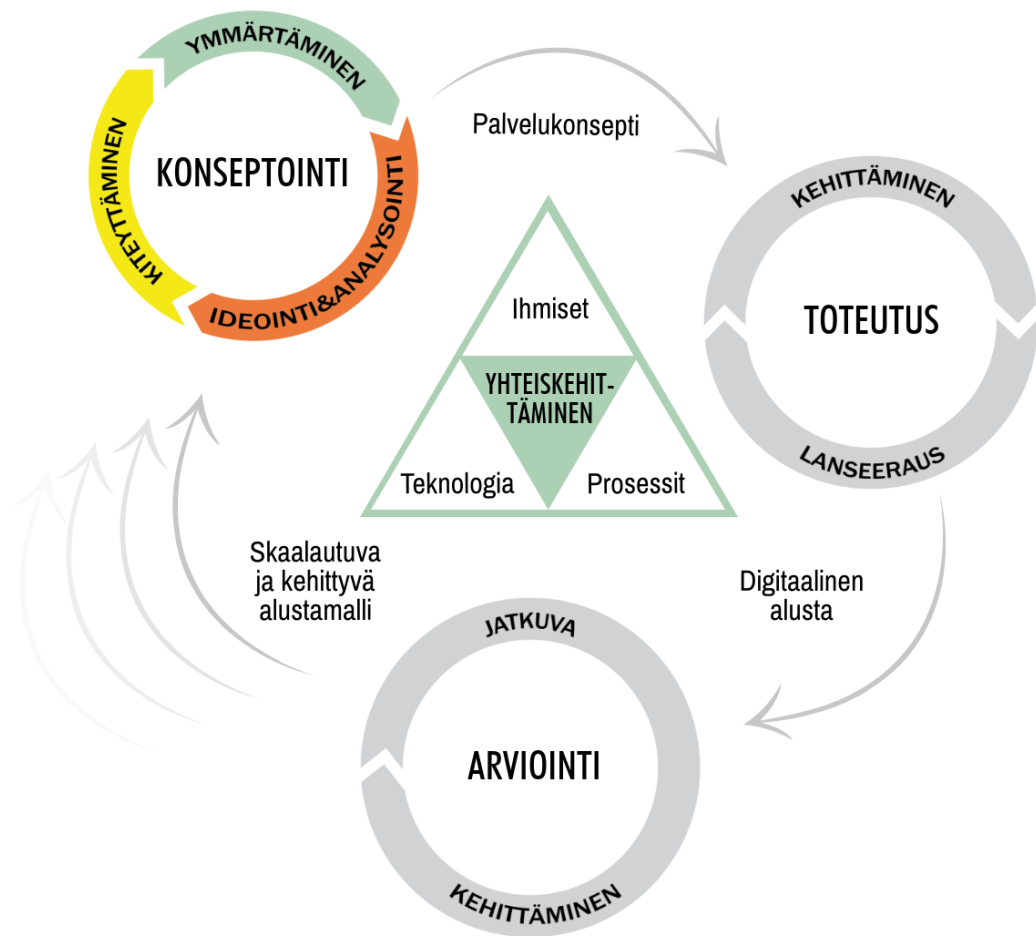 YMMÄRTÄMINEN
KITEYTTÄMINEN
KONSEPTOINTI
IDEOINTI&ANALYSOINTI
Palvelukonsepti
KEHITTÄMINEN
TOTEUTUS
LANSEERAUS
Ihmiset
YHTEISKEHIT-
TÄMINEN
Teknologia
Prosessit
Skaalautuva
ja kehittyvä
alustamalli
Digitaalinen
alusta
JATKUVA
ARVIOINTI
KEHITTÄMINEN